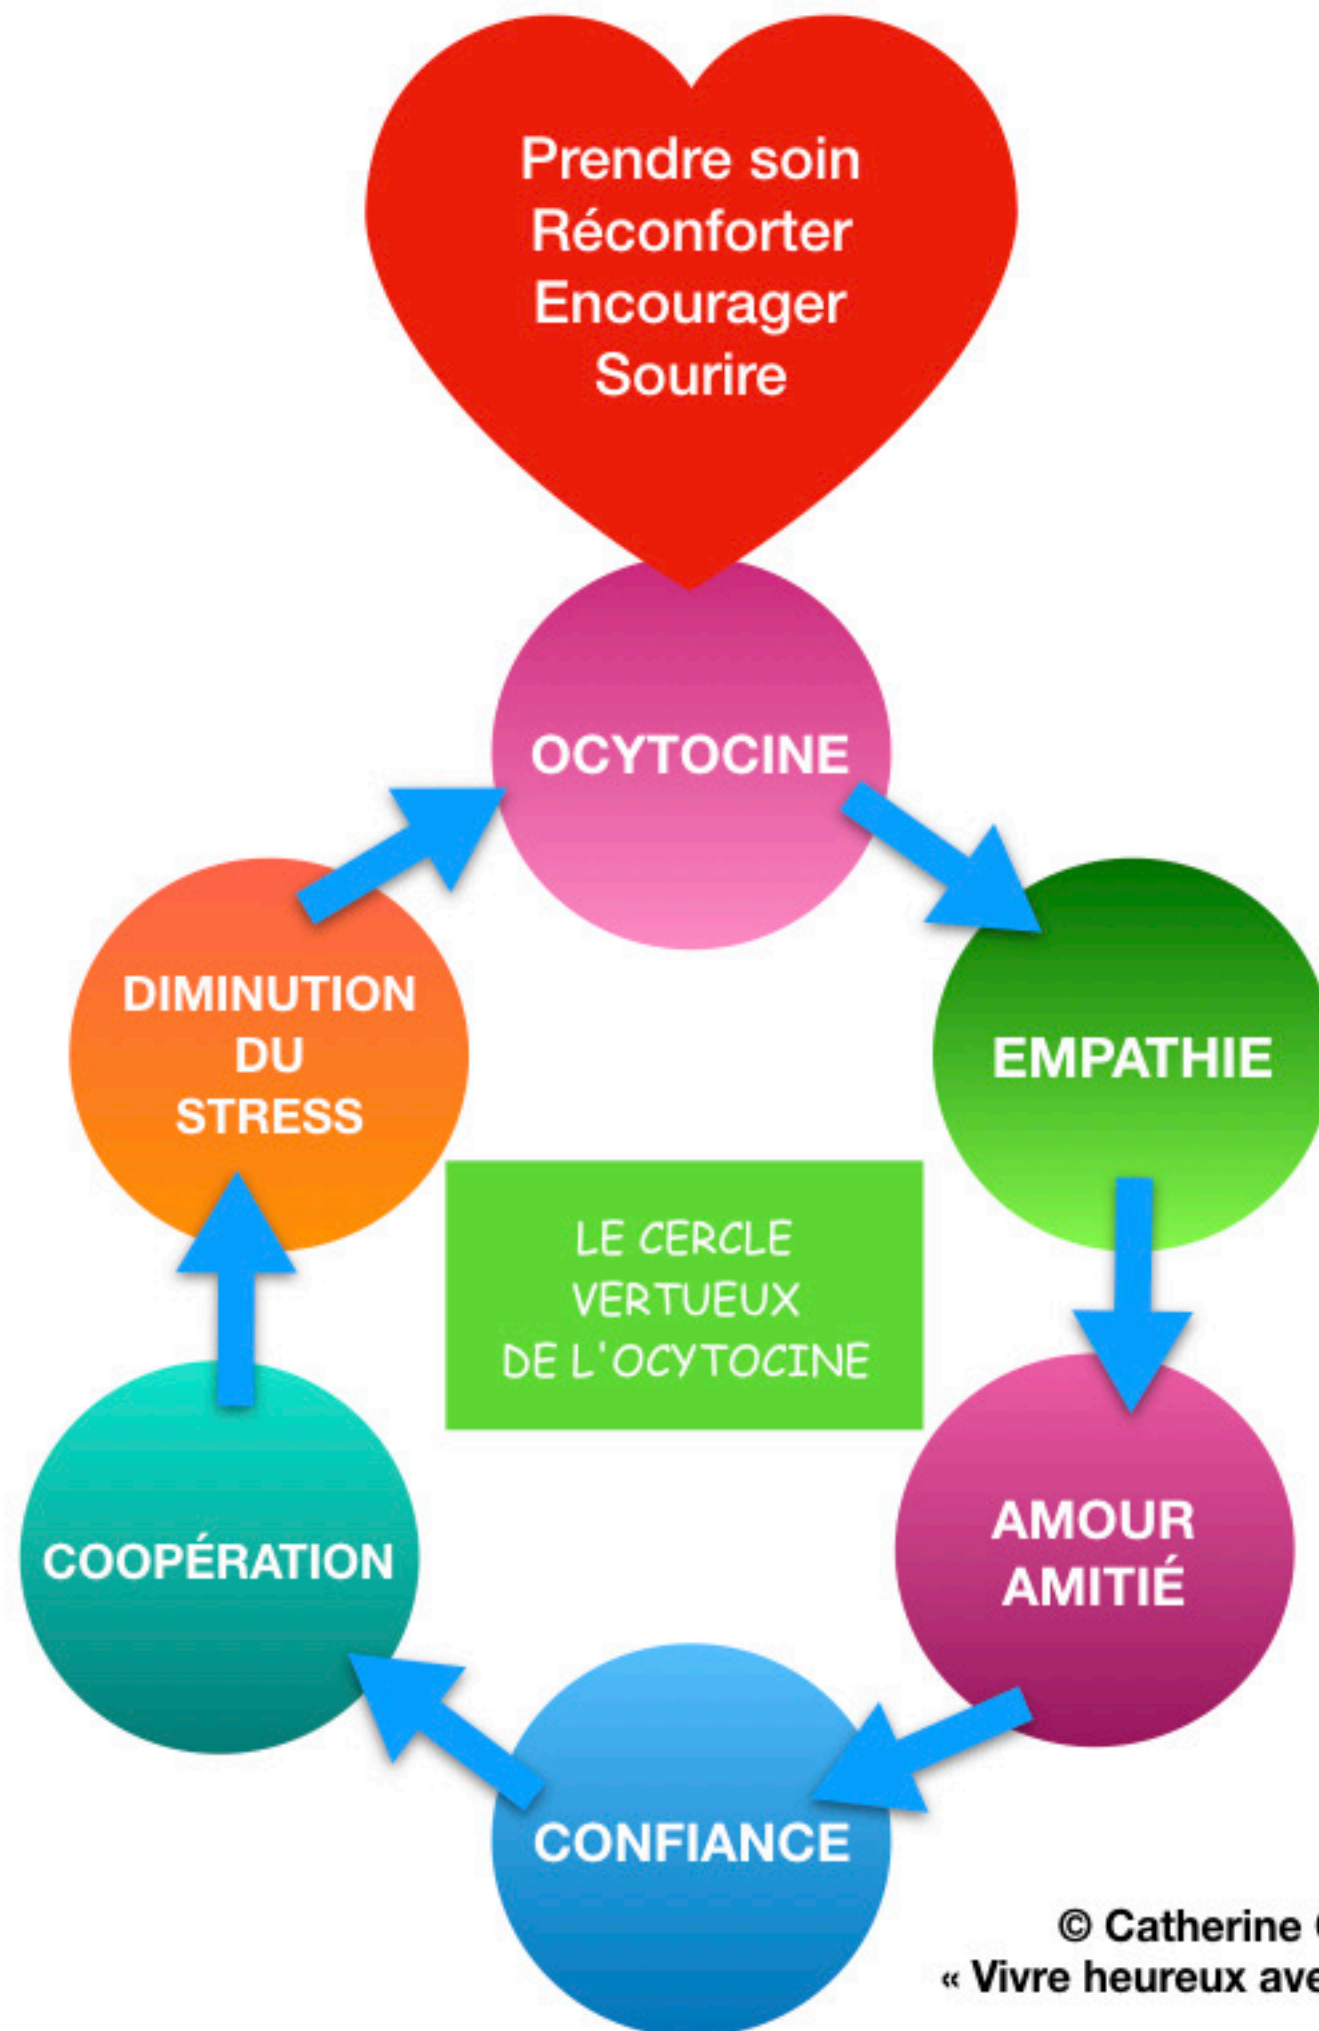 Prendre soin
Réconforter
Encourager
Sourire
OCYTOCINE
EMPATHIE
AMOUR
AMITIÉ
CONFIANCE
COOPÉRATION
DIMINUTION
DU
STRESS
LE CERCLE
VERTUEUX
DE L'OCYTOCINE
© Catherine
« Vivre heureux